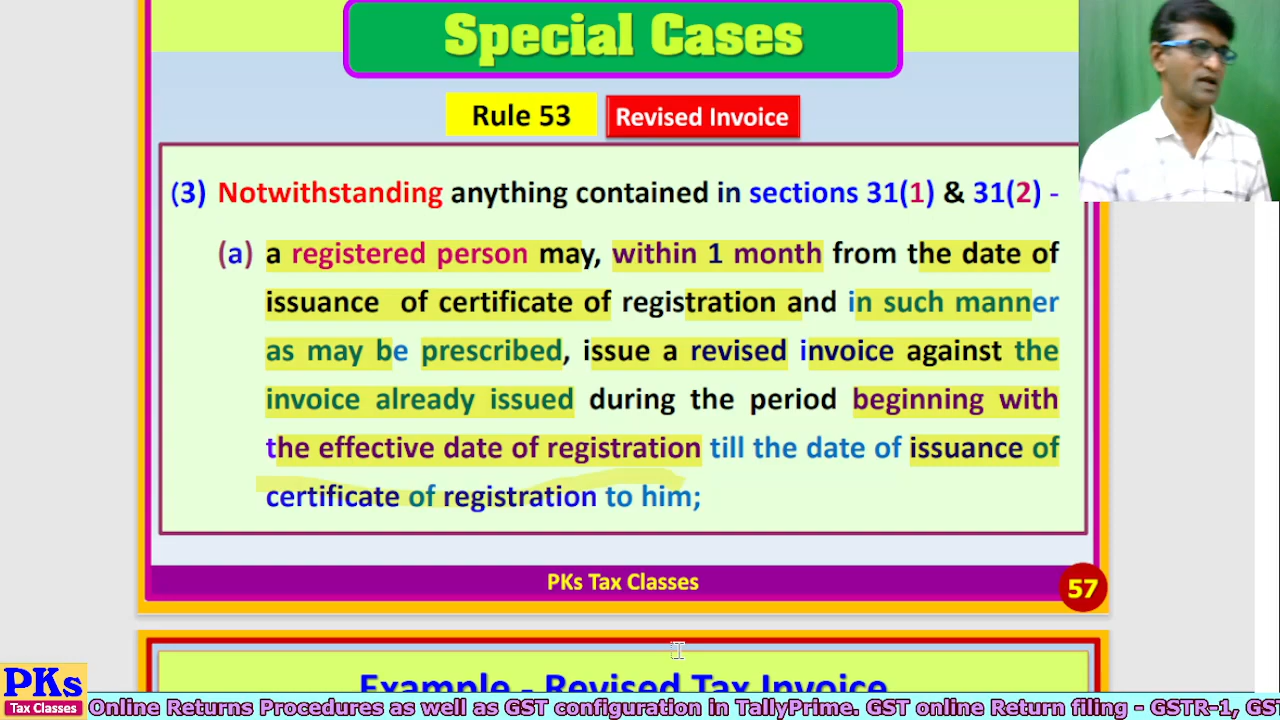 Special Cases
Rule 53 Revised Invoice
(3) Notwithstanding anything contained in sections 31(1) & 31(2) -
(a) a registered person may, within 1 month from the date of
issuance of certificate of registration and in such manner
as may be prescribed, issue a revised invoice against the
invoice already issued during the period beginning with
the effective date of registration till the date of issuance of
certificate of registration to him;
PKs Tax Classes
57
Example - Revised Tax Invoice
PKs
Tax Classes
Online Returns Procedures as well as GST configuration in TallyPrime. GST online Return filing - GSTR-1, GST